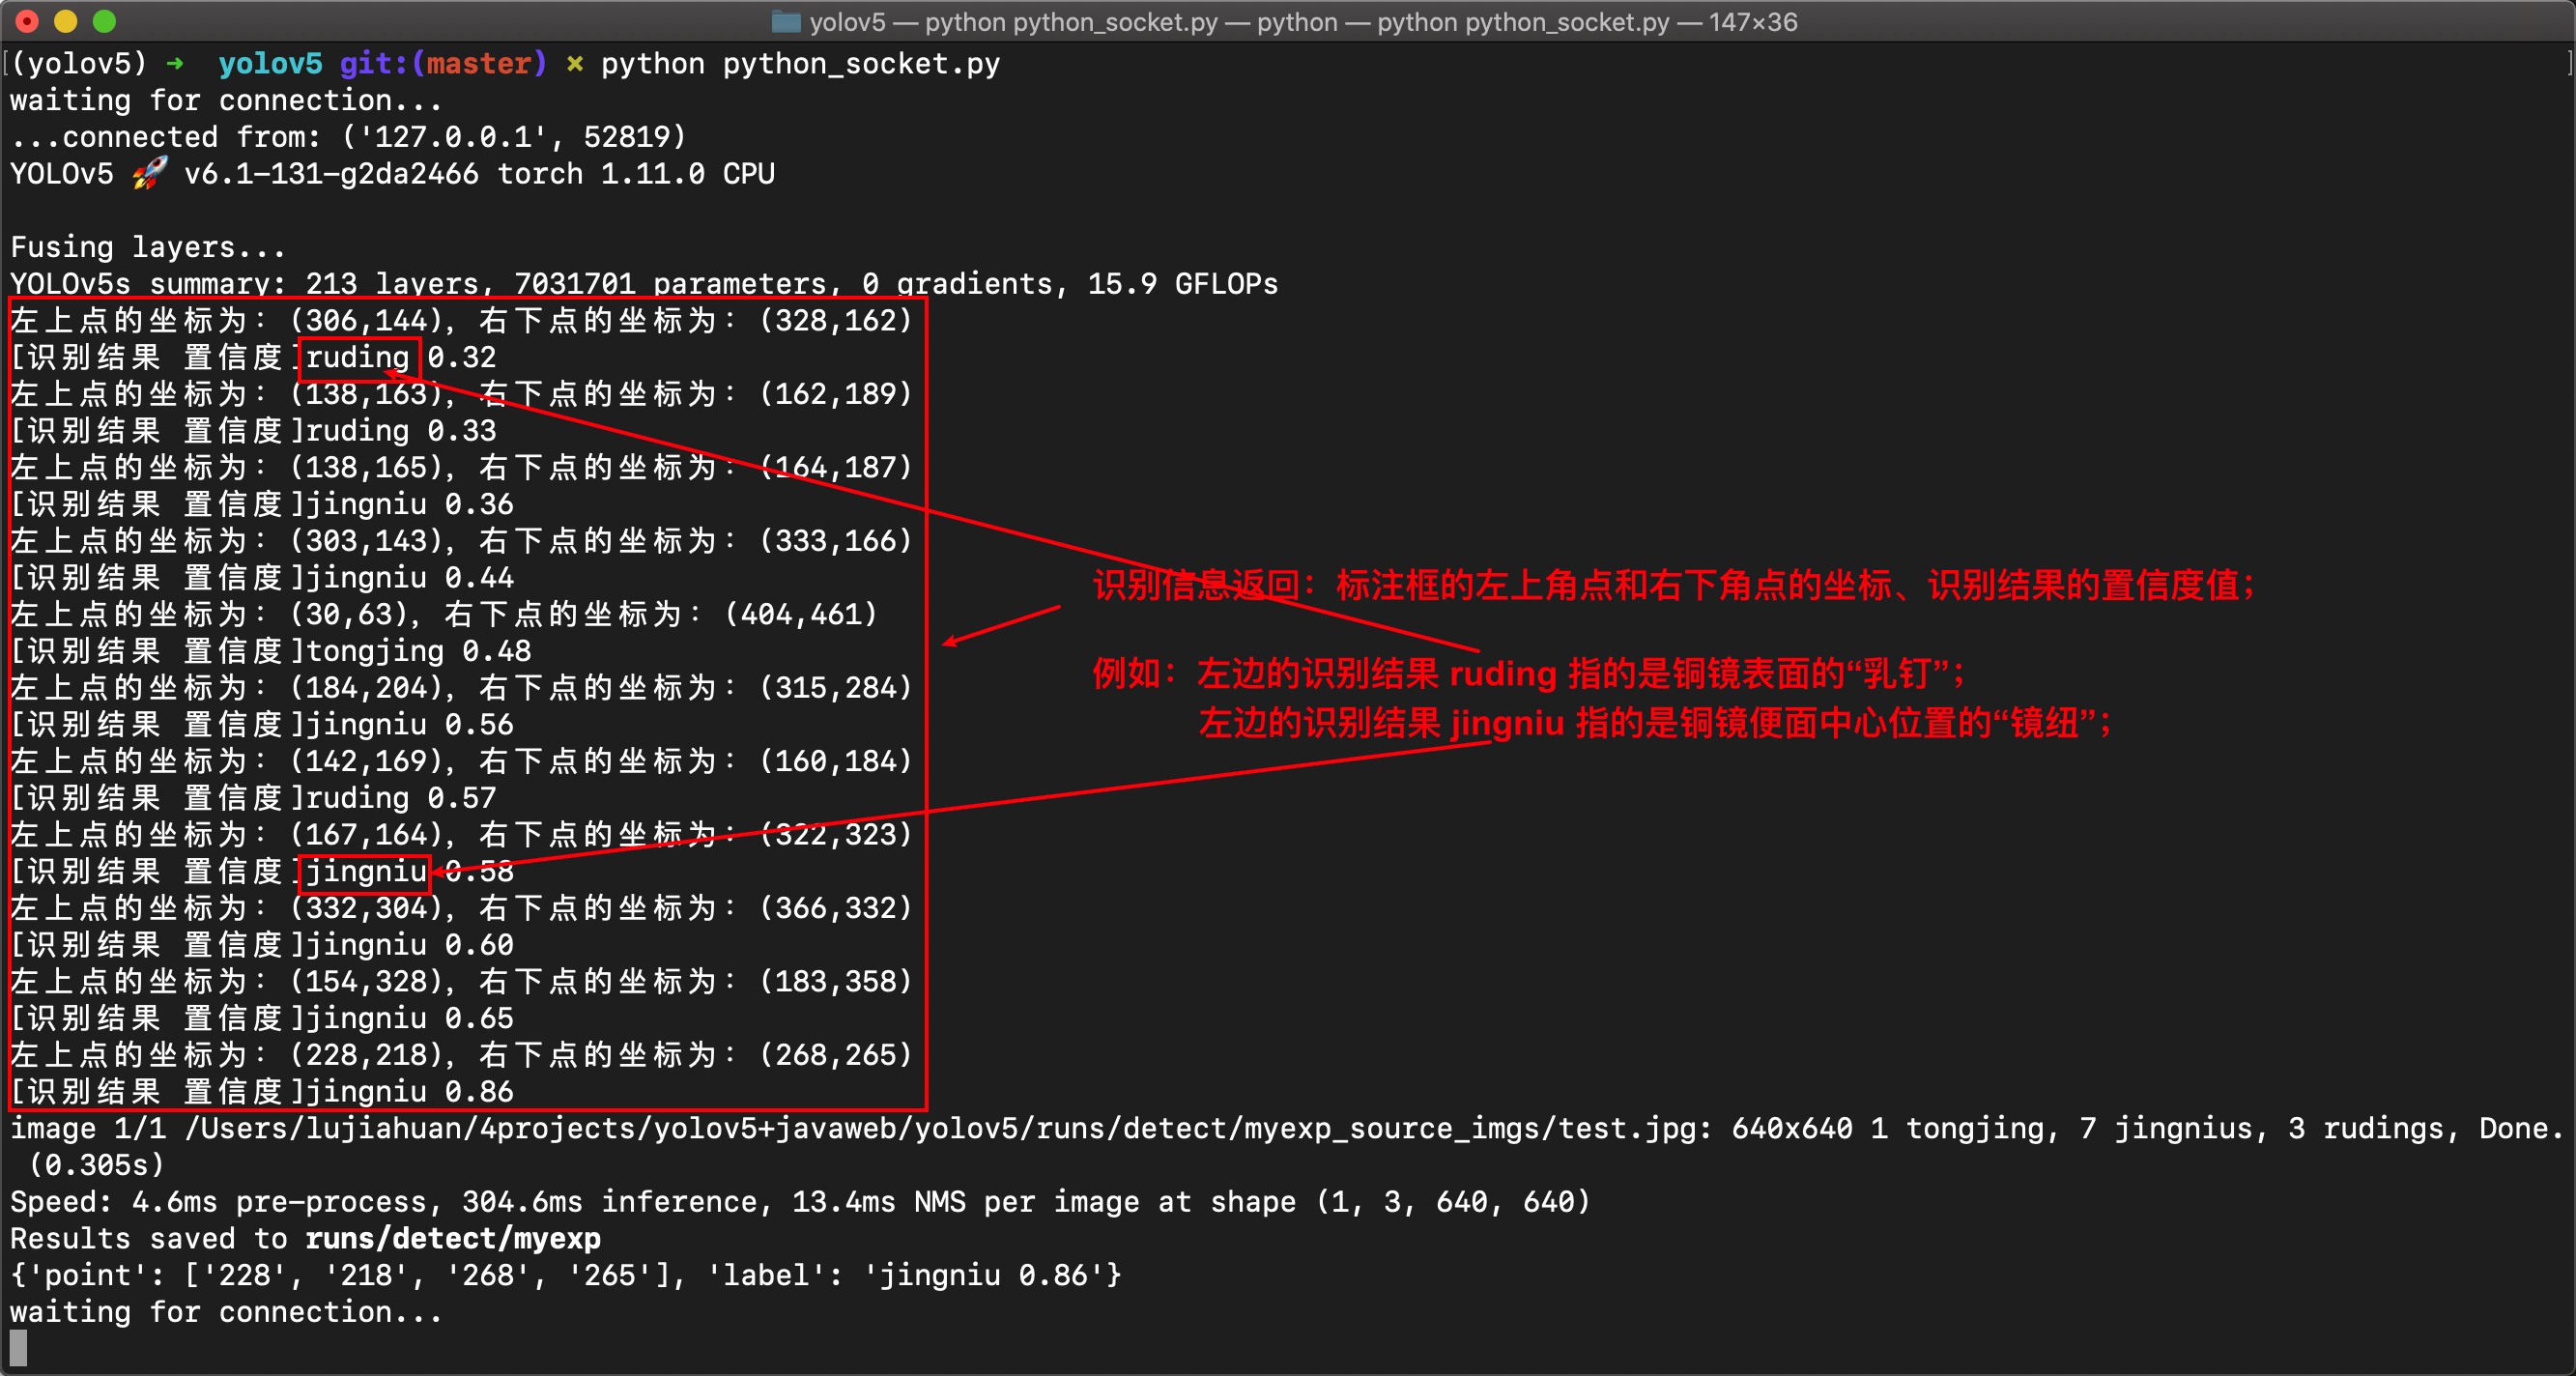 yolov5 — python python_socket.py — python — python python_socket.py — 147×36
[(yolov5) ➜  yolov5 git:(master) ✗ python python_socket.py ]
waiting for connection...
...connected from: ('127.0.0.1', 52819)
YOLOv5 🚀 v6.1-131-g2da2466 torch 1.11.0 CPU
Fusing layers...
YOLOv5s summary: 213 layers, 7031701 parameters, 0 gradients, 15.9 GFLOPs
左上点的坐标为：(306,144)，右下点的坐标为：(328,162)
[识别结果 置信度]ruding 0.32
左上点的坐标为：(138,163)，右下点的坐标为：(162,189)
[识别结果 置信度]ruding 0.33
左上点的坐标为：(138,165)，右下点的坐标为：(164,187)
[识别结果 置信度]jingniu 0.36
左上点的坐标为：(303,143)，右下点的坐标为：(333,166)
[识别结果 置信度]jingniu 0.44
左上点的坐标为：(30,63)，右下点的坐标为：(404,461)
[识别结果 置信度]tongjing 0.48
左上点的坐标为：(184,204)，右下点的坐标为：(315,284)
[识别结果 置信度]jingniu 0.56
左上点的坐标为：(142,169)，右下点的坐标为：(160,184)
[识别结果 置信度]ruding 0.57
左上点的坐标为：(167,164)，右下点的坐标为：(322,323)
[识别结果 置信度]jingniu 0.58
左上点的坐标为：(332,304)，右下点的坐标为：(366,332)
[识别结果 置信度]jingniu 0.60
左上点的坐标为：(154,328)，右下点的坐标为：(183,358)
[识别结果 置信度]jingniu 0.65
左上点的坐标为：(228,218)，右下点的坐标为：(268,265)
[识别结果 置信度]jingniu 0.86
识别信息返回：标注框的左上角点和右下角点的坐标、识别结果的置信度值；
例如：左边的识别结果 ruding 指的是铜镜表面的“乳钉”；
左边的识别结果 jingniu 指的是铜镜便面中心位置的“镜纽”；
image 1/1 /Users/lujiahuan/4projects/yolov5+javaweb/yolov5/runs/detect/myexp_source_imgs/test.jpg: 640x640 1 tongjing, 7 jingnius, 3 rudings, Done.
(0.305s)
Speed: 4.6ms pre-process, 304.6ms inference, 13.4ms NMS per image at shape (1, 3, 640, 640)
Results saved to runs/detect/myexp
{'point': ['228', '218', '268', '265'], 'label': 'jingniu 0.86'}
waiting for connection...